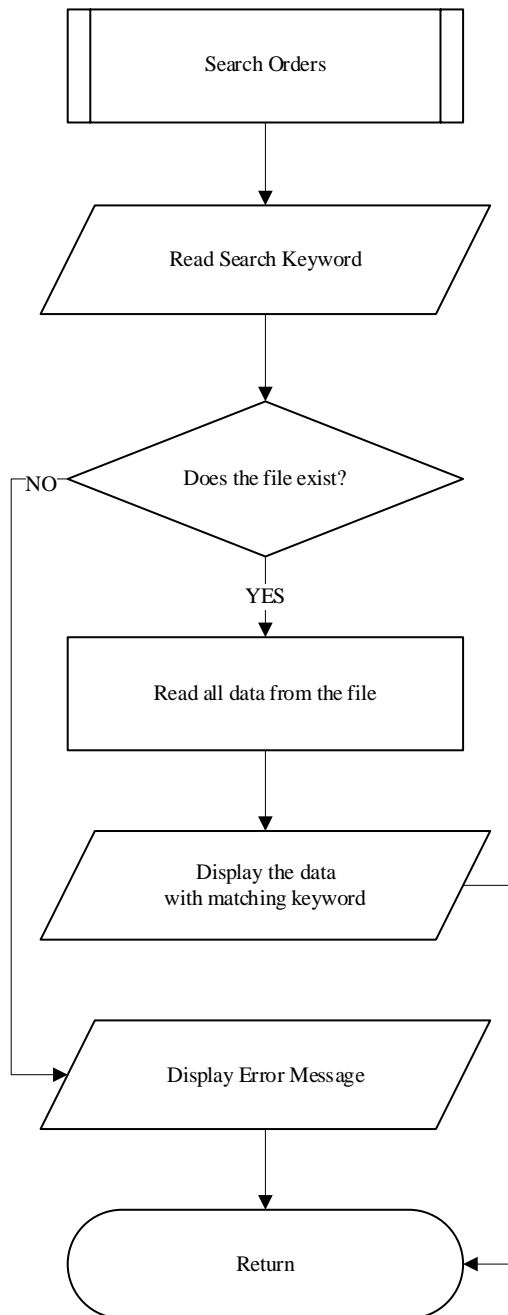 Search Orders
Read Search Keyword
Does the file exist?
NO
YES
Read all data from the file
Display the data
with matching keyword
Display Error Message
Return